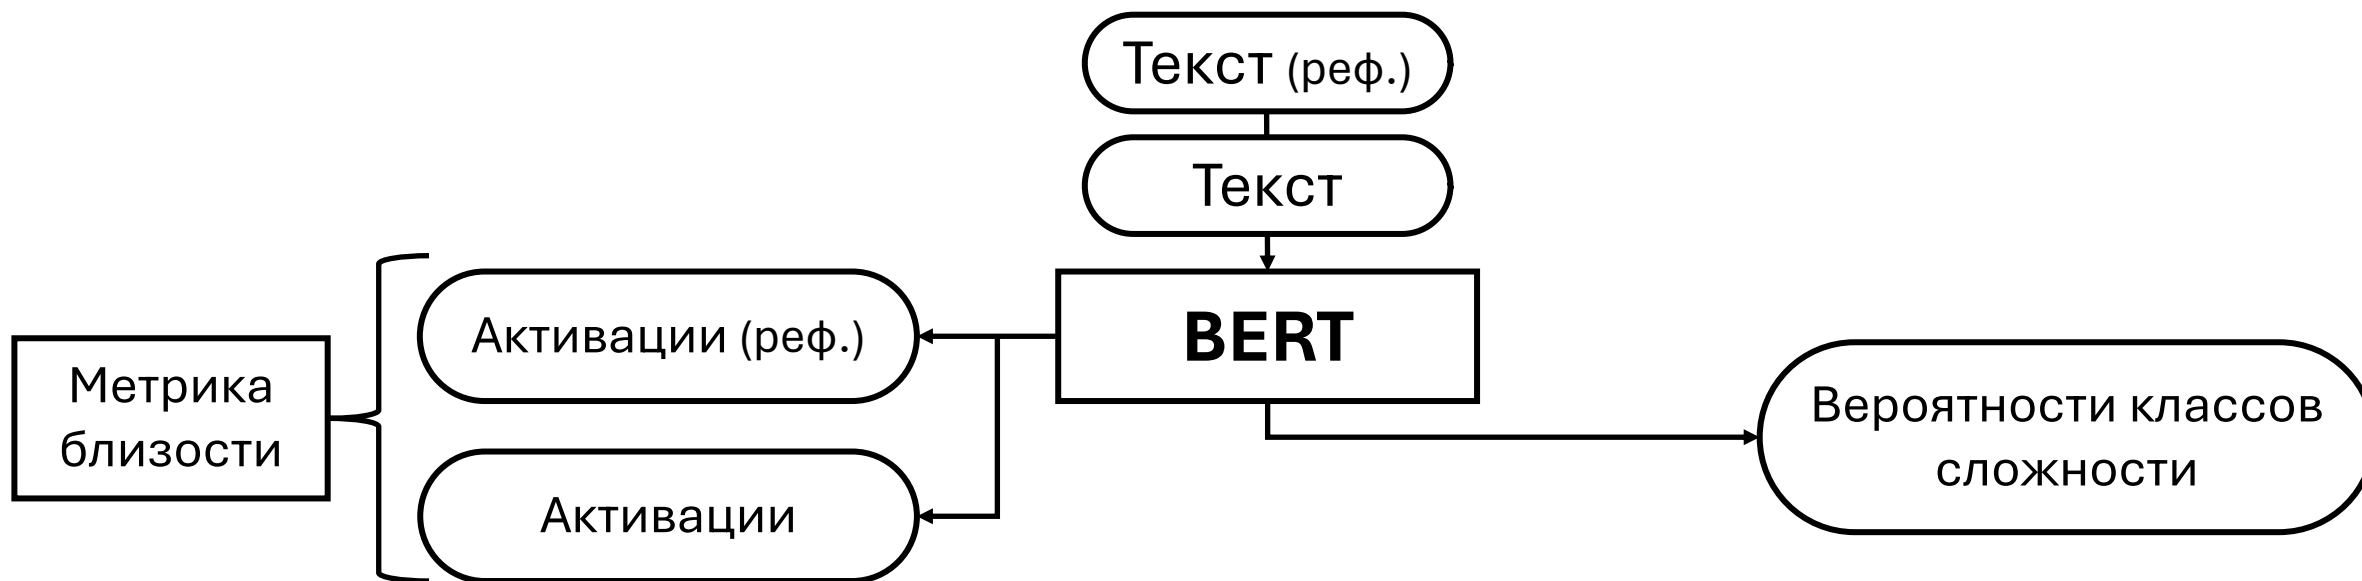 Текст (реф.)
Текст
BERT
Активации (реф.)
Активации
Метрика
близости
Вероятности классов
сложности